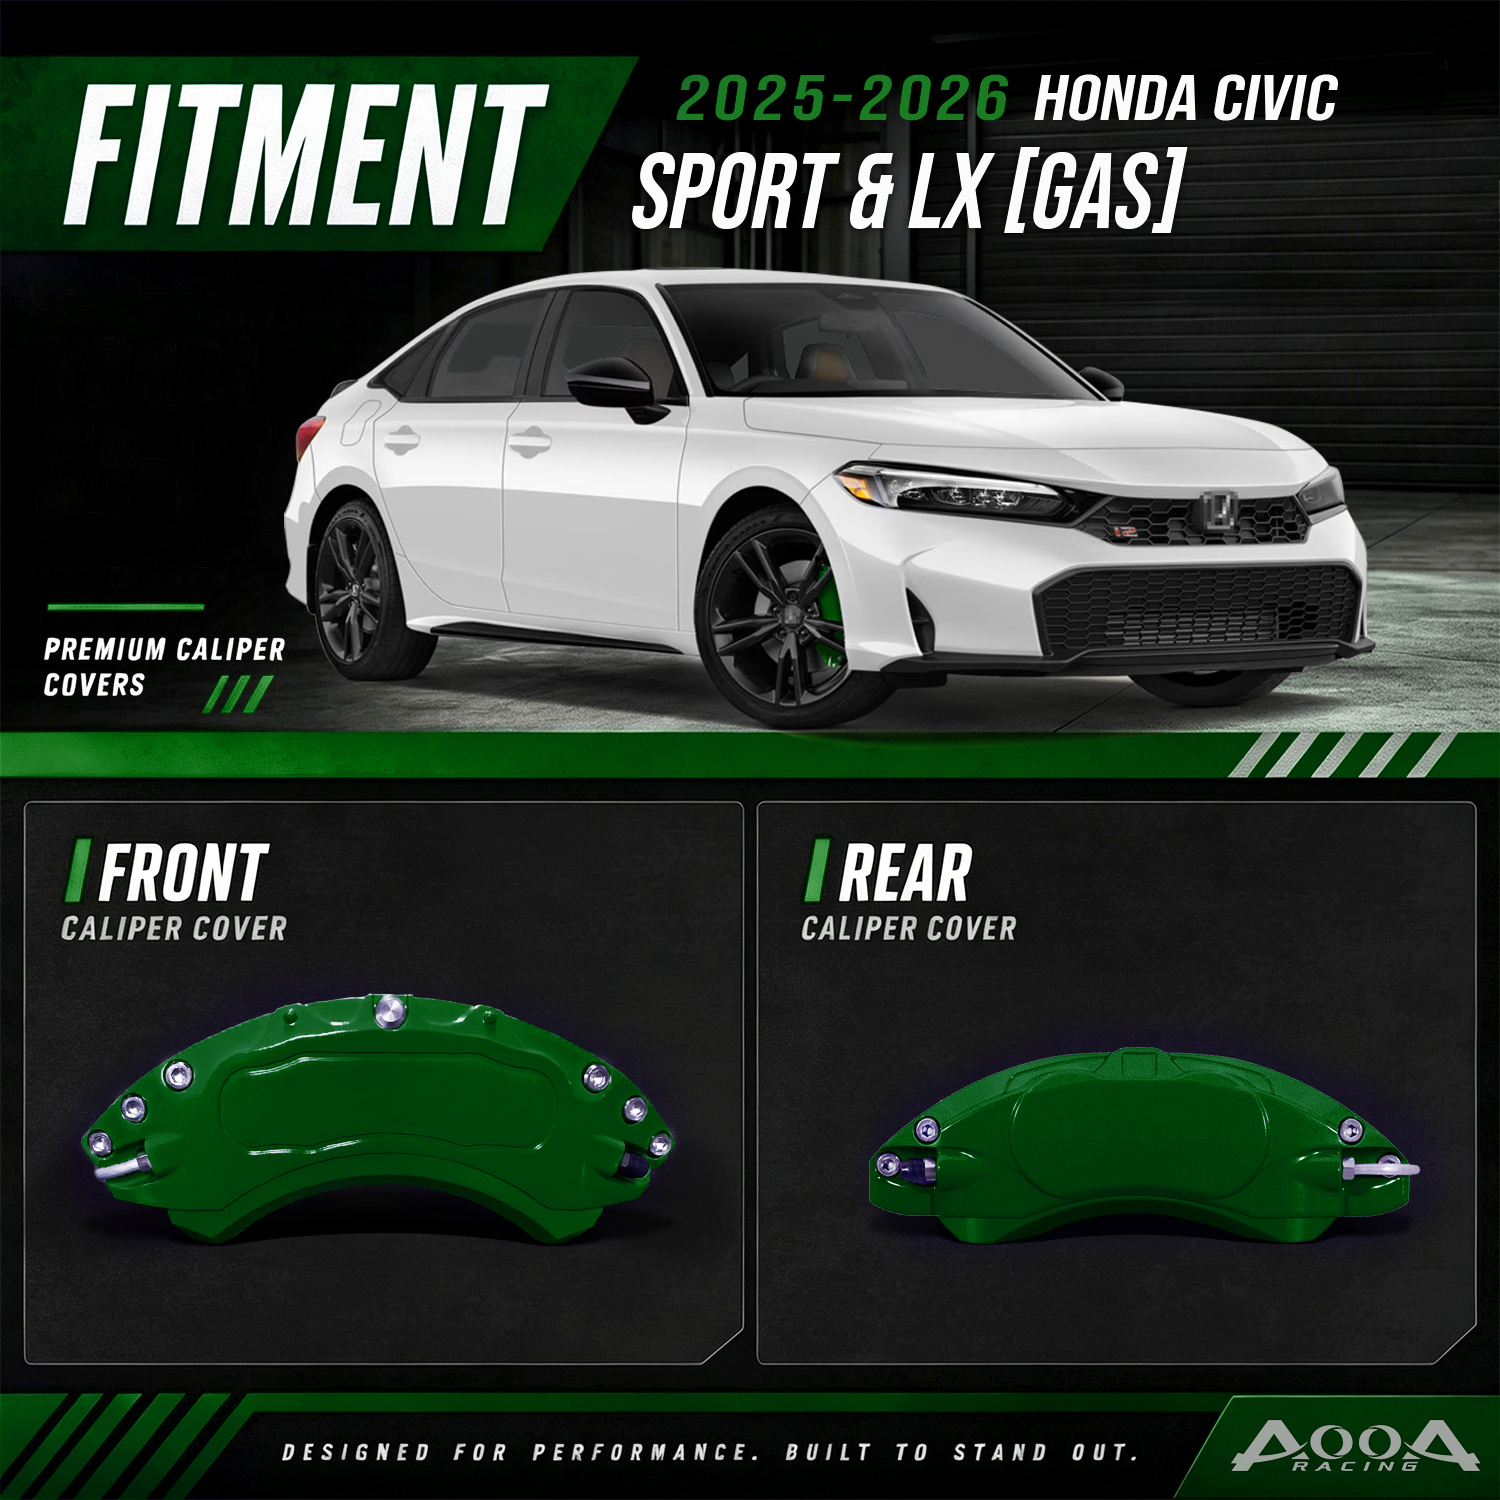 FITMENT
2025-2026 HONDA CIVIC
SPORT & LX [GAS]
PREMIUM CALIPER
COVERS
FRONT
CALIPER COVER
REAR
CALIPER COVER
DESIGNED FOR PERFORMANCE. BUILT TO STAND OUT.
AOOA
RACING